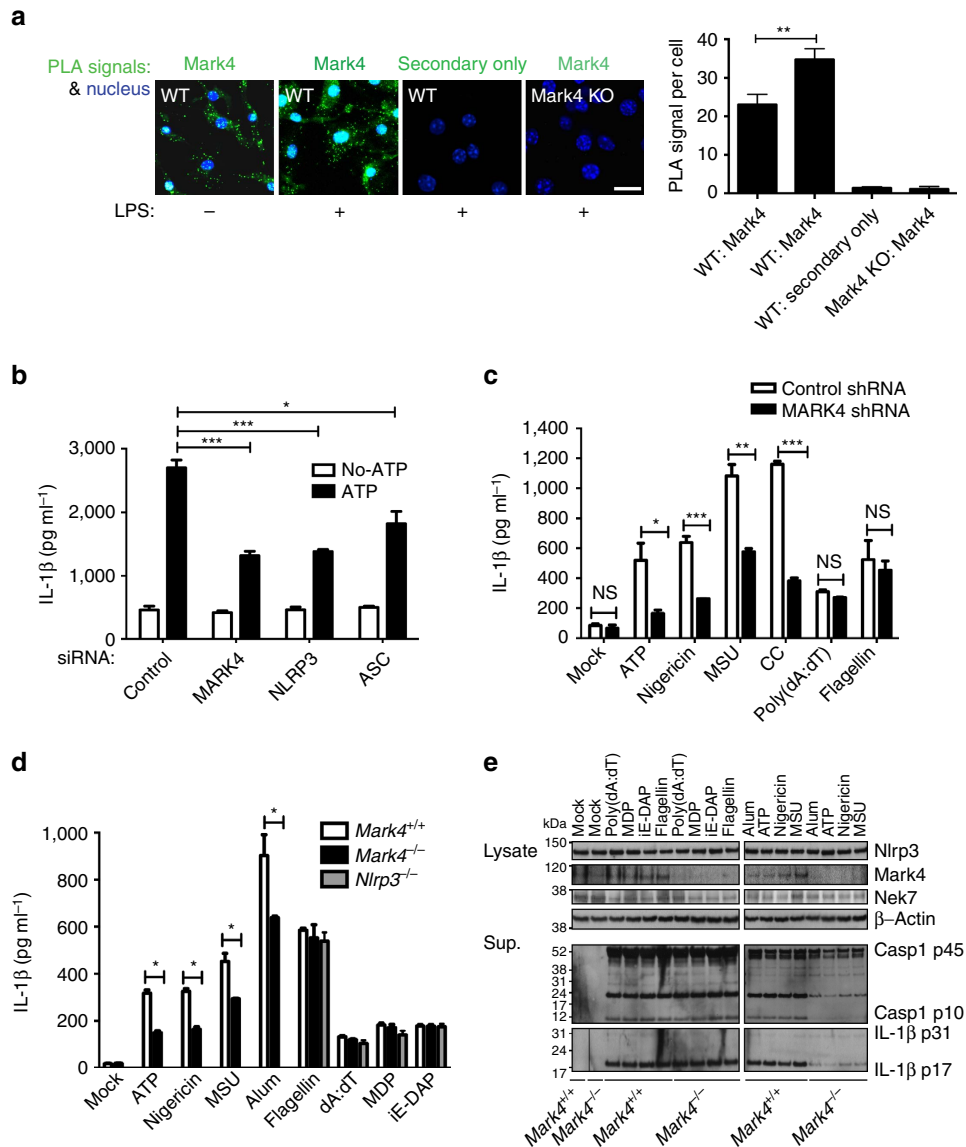 a
PLA signals:
& nucleus
Mark4
Mark4
Secondary only
Mark4
WT
WT
WT
Mark4 KO
LPS:
–
+
+
+
PLA signal per cell
40
30
20
10
0
**
WT: Mark4
WT: Mark4
WT: secondary only
Mark4 KO: Mark4
b
IL-1β (pg ml⁻¹)
3,000
2,000
1,000
0
*
***
***
No-ATP
ATP
siRNA:
Control
MARK4
NLRP3
ASC
c
Control shRNA
MARK4 shRNA
IL-1β (pg ml⁻¹)
1,400
1,200
1,000
800
600
400
200
0
NS
*
***
**
***
NS
NS
Mock
ATP
Nigericin
MSU
CC
Poly(dA:dT)
Flagellin
d
IL-1β (pg ml⁻¹)
1,000
800
600
400
200
0
*
*
*
*
Mark4⁺/⁺
Mark4⁻/⁻
Nlrp3⁻/⁻
Mock
ATP
Nigericin
MSU
Alum
Flagellin
dA:dT
MDP
iE-DAP
e
Mock
Mock
Poly(dA:dT)
MDP
iE-DAP
Flagellin
Poly(dA:dT)
MDP
iE-DAP
Flagellin
Alum
ATP
Nigericin
MSU
Alum
ATP
Nigericin
MSU
kDa
150
Lysate
Nlrp3
120
Mark4
38
Nek7
β–Actin
38
Sup.
52
38
24
17
12
Casp1 p45
Casp1 p10
31
24
17
IL-1β p31
IL-1β p17
Mark4⁺/⁺
Mark4⁻/⁻
Mark4⁺/⁺
Mark4⁻/⁻
Mark4⁺/⁺
Mark4⁻/⁻